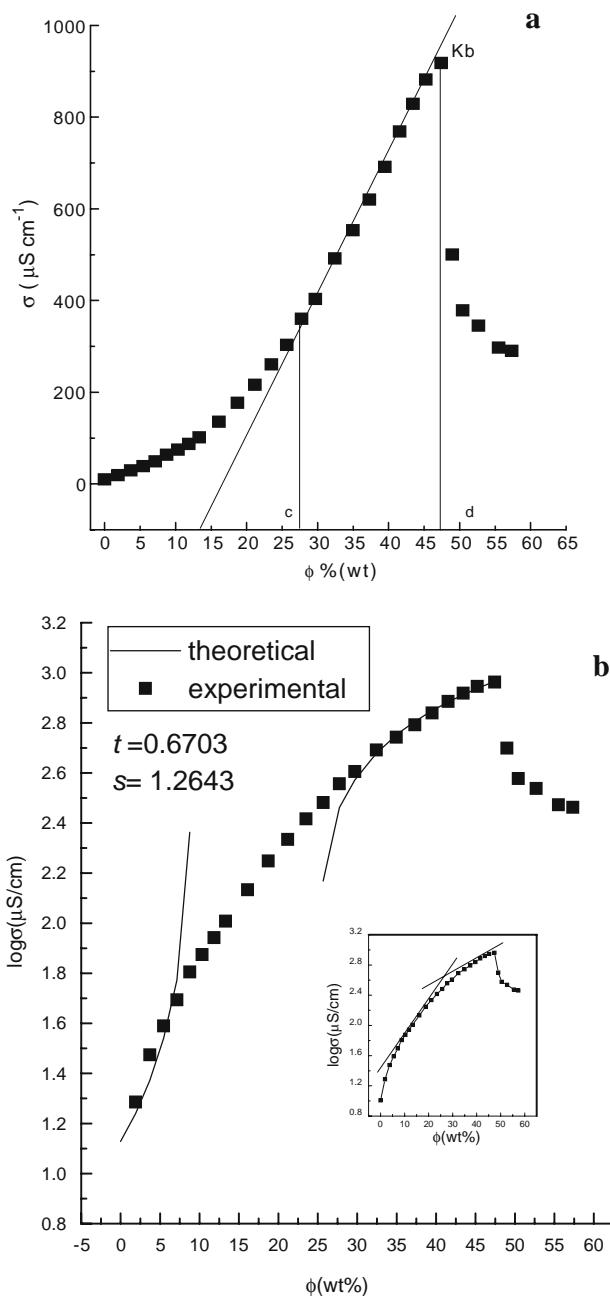 a
1000
800
600
400
200
0
σ ( μS cm⁻¹)
Kb
c
d
0 5 10 15 20 25 30 35 40 45 50 55 60 65
ϕ %(wt)
b
3.2
3.0
2.8
2.6
2.4
2.2
2.0
1.8
1.6
1.4
1.2
1.0
0.8
logσ(μS/cm)
theoretical
experimental
t =0.6703
s= 1.2643
3.2
2.8
2.4
2.0
1.6
1.2
0.8
logσ(μS/cm)
0 10 20 30 40 50 60
ϕ(wt%)
-5 0 5 10 15 20 25 30 35 40 45 50 55 60
ϕ(wt%)